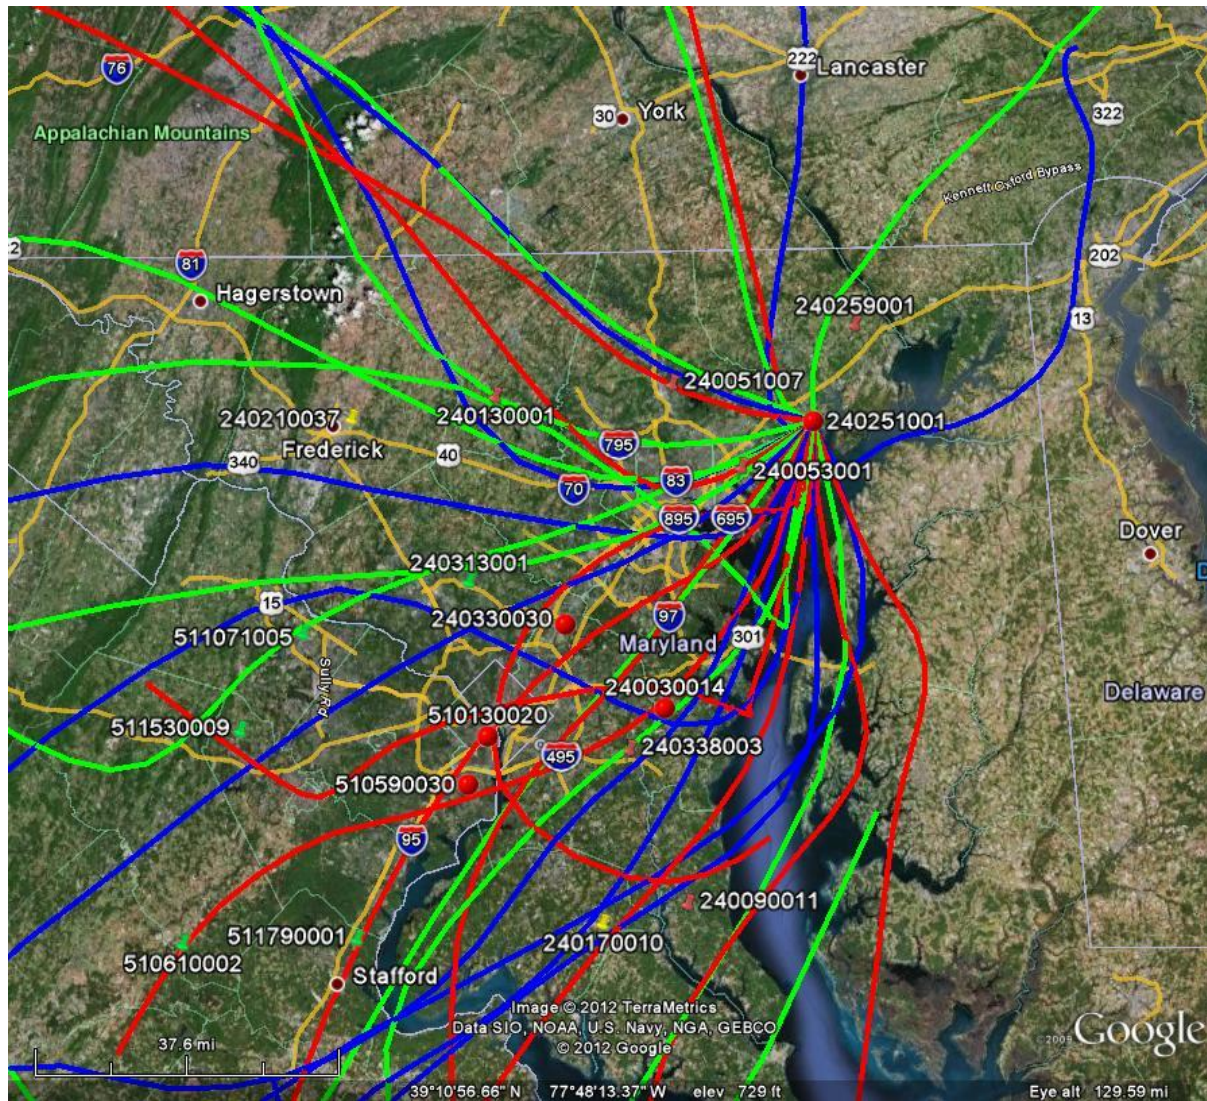 222
Lancaster
76
30
York
322
Appalachian Mountains
Kennett Oxford Bypass
202
81
Hagerstown
240259001
13
240051007
240130001
240210037
240251001
Frederick
795
40
340
70
83
240053001
895
695
Dover
240313001
15
240330030
97
511071005
Maryland
301
Sully Rd
240030014
Delaware
510130020
511530009
240338003
495
510590030
95
240090011
511790001
240170010
510610002
Stafford
Image © 2012 TerraMetrics
Data SIO, NOAA, U.S. Navy, NGA, GEBCO
© 2012 Google
©2009 Google
37.6 mi
39°10'56.66" N 77°48'13.37" W elev 729 ft Eye alt 129.59 mi